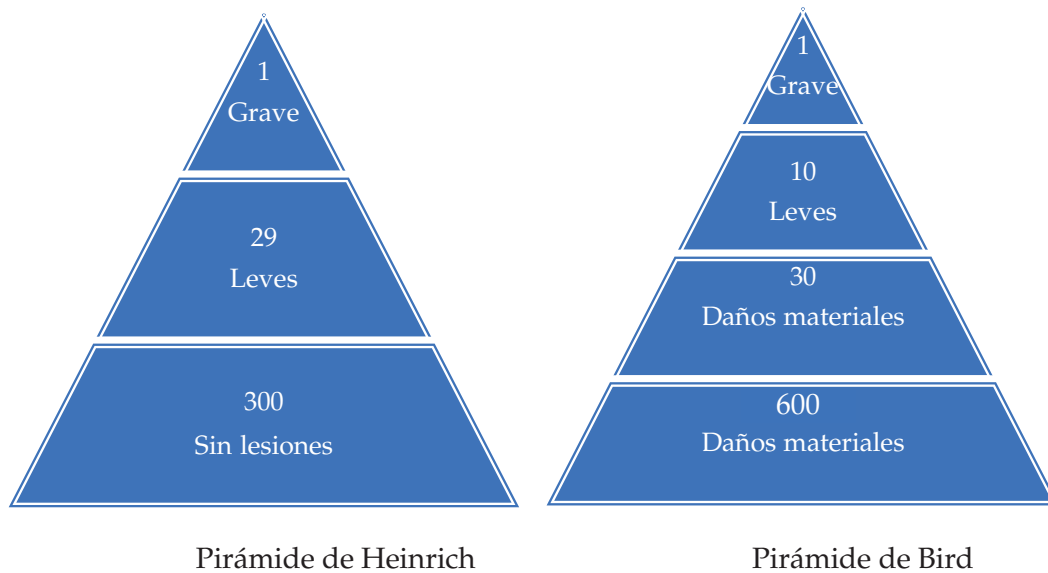 1
Grave
29
Leves
300
Sin lesiones
Pirámide de Heinrich
1
Grave
10
Leves
30
Daños materiales
600
Daños materiales
Pirámide de Bird